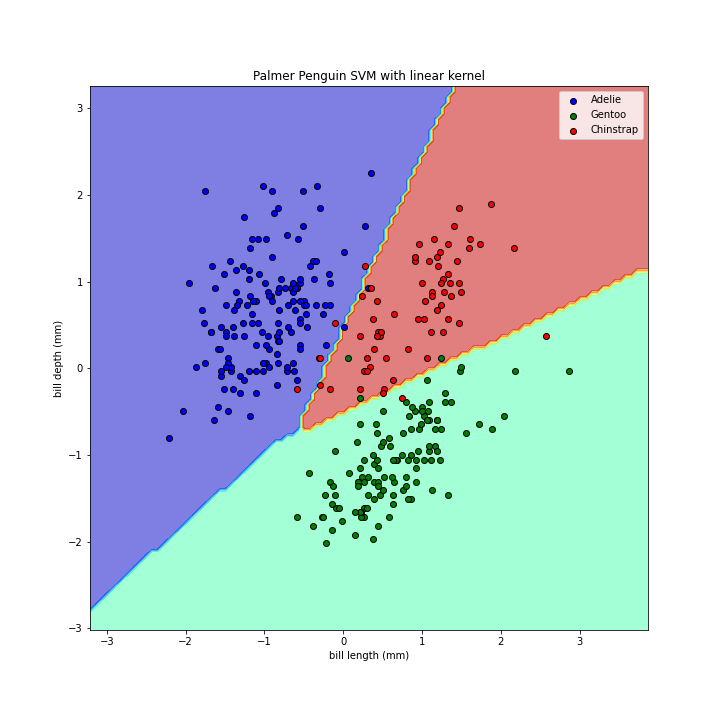 Palmer Penguin SVM with linear kernel
Adelie
Gentoo
Chinstrap
3
2
1
0
−1
−2
−3
bill depth (mm)
−3
−2
−1
0
1
2
3
bill length (mm)